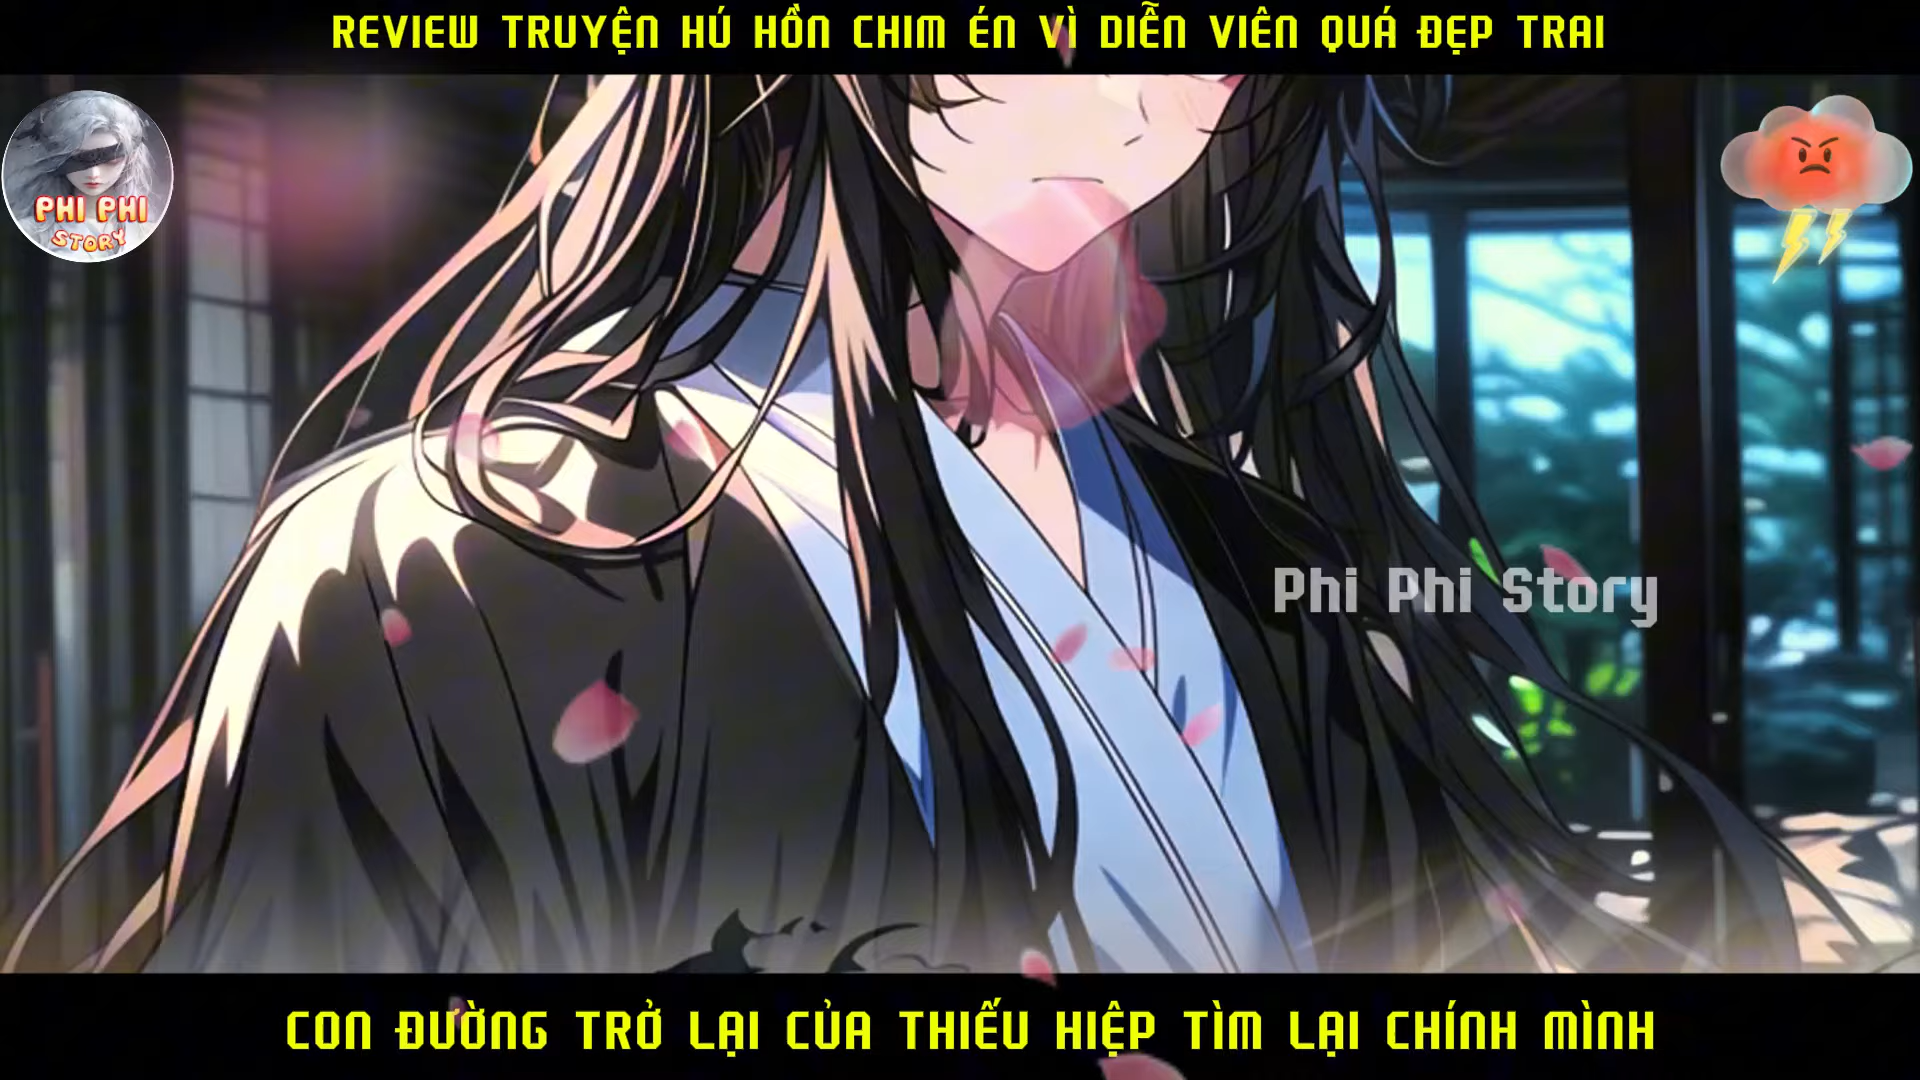 REVIEW TRUYỆN HÚ HỒN CHIM ÉN VÌ DIỄN VIÊN QUÁ ĐẸP TRAI
PHI PHI
STORY
Phi Phi Story
CON ĐƯỜNG TRỞ LẠI CỦA THIẾU HIỆP TÌM LẠI CHÍNH MÌNH